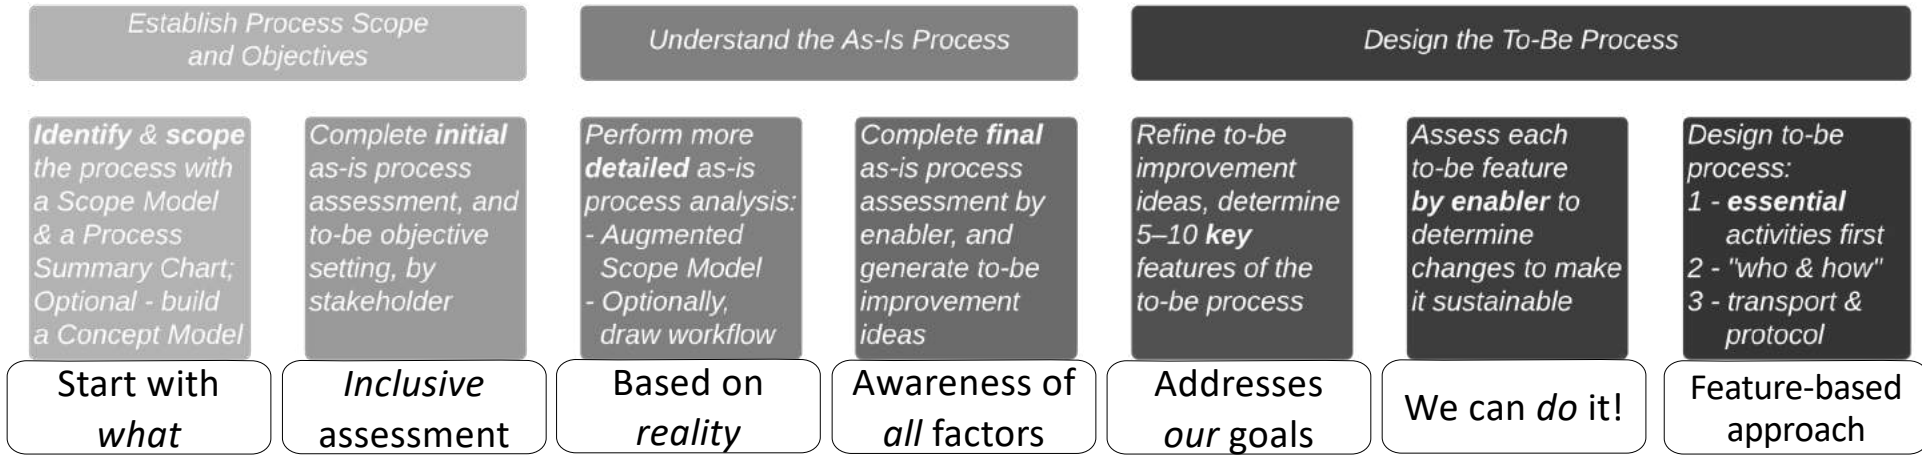 Establish Process Scope
and Objectives
Understand the As-Is Process
Design the To-Be Process
Identify & scope
the process with
a Scope Model
& a Process
Summary Chart;
Optional - build
a Concept Model
Complete initial
as-is process
assessment, and
to-be objective
setting, by
stakeholder
Perform more
detailed as-is
process analysis:
- Augmented
Scope Model
- Optionally,
draw workflow
Complete final
as-is process
assessment by
enabler, and
generate to-be
improvement
ideas
Refine to-be
improvement
ideas, determine
5–10 key
features of the
to-be process
Assess each
to-be feature
by enabler to
determine
changes to make
it sustainable
Design to-be
process:
1 - essential
activities first
2 - "who & how"
3 - transport &
protocol
Start with
what
Inclusive
assessment
Based on
reality
Awareness of
all factors
Addresses
our goals
We can do it!
Feature-based
approach